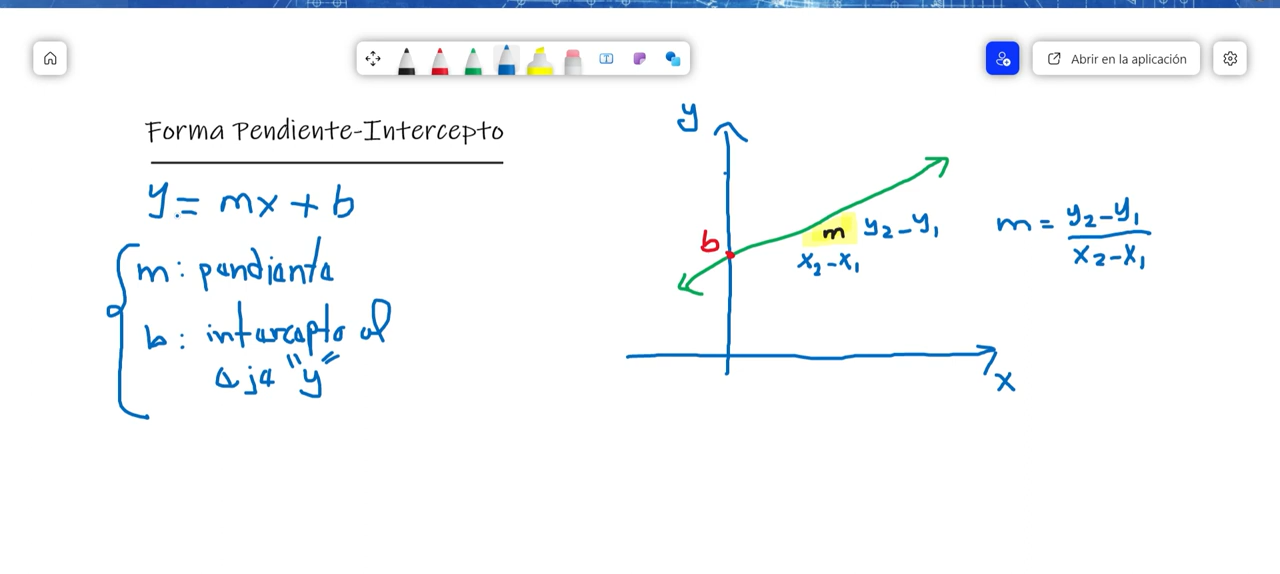 Abrir en la aplicación
Forma Pendiente-Intercepto
y = mx + b
m: pendiente
b: intercepto al
eje "y"
y
b
m
y₂-y₁
x₂-x₁
x
m = y₂-y₁
x₂-x₁